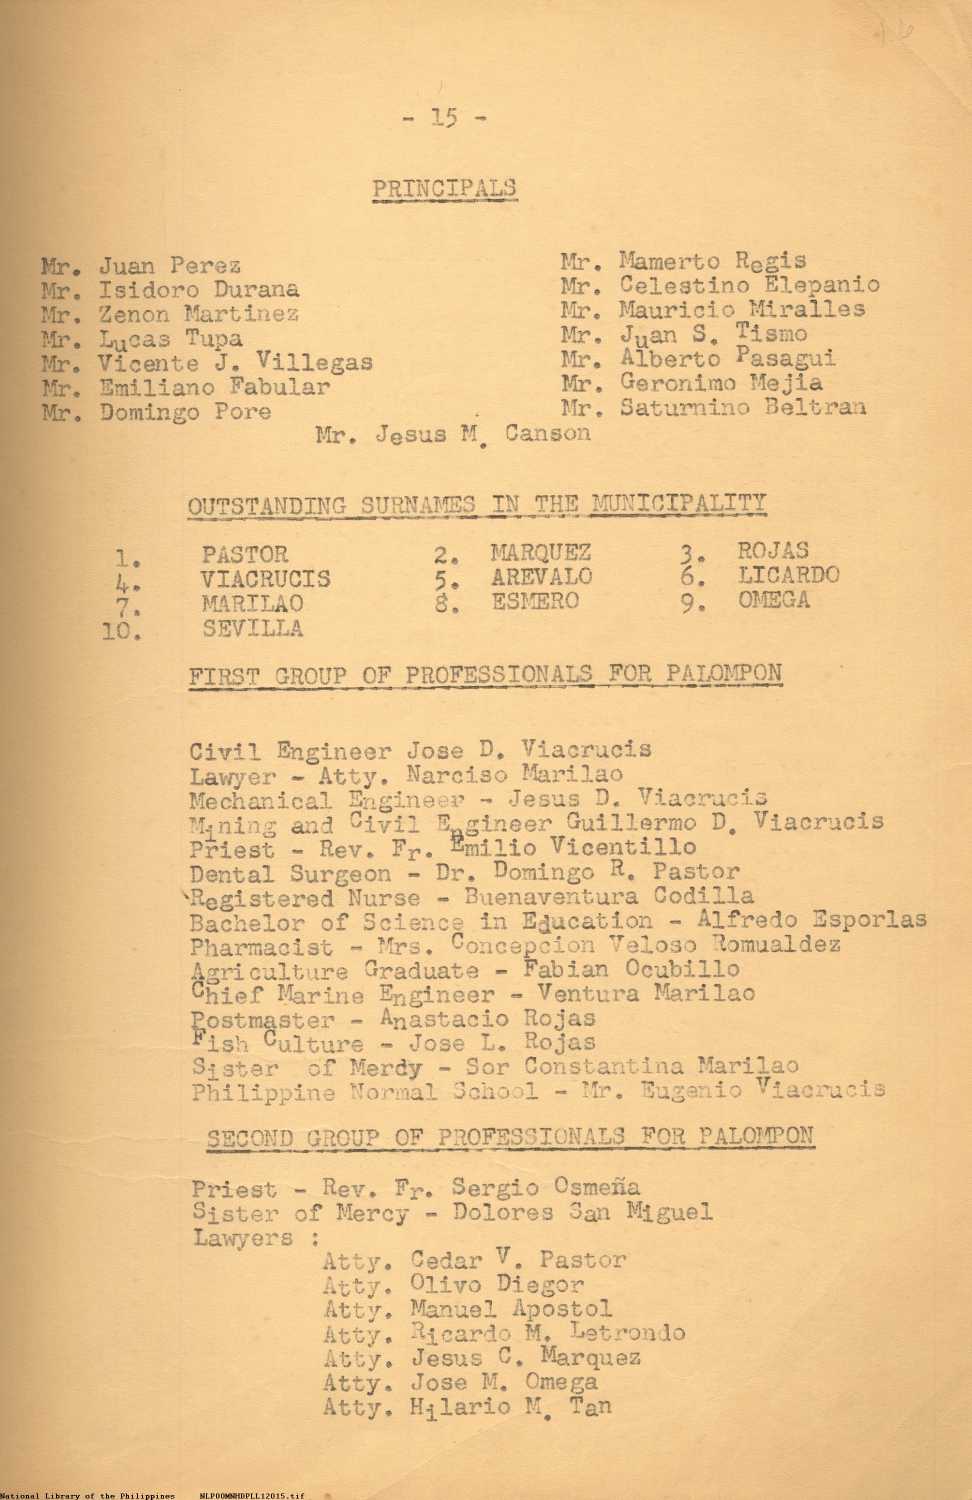 - 15 -
PRINCIPALS
Mr. Juan Perez
Mr. Isidoro Durana
Mr. Zenon Martinez
Mr. Lucas Tupa
Mr. Vicente J. Villegas
Mr. Emiliano Fabular
Mr. Domingo Pore
Mr. Mamerto Regis
Mr. Celestino Elepanio
Mr. Mauricio Miralles
Mr. Juan S. Tismo
Mr. Alberto Pasagui
Mr. Geronimo Mejia
Mr. Saturnino Beltran
Mr. Jesus M. Canson
OUTSTANDING SURNAMES IN THE MUNICIPALITY
1. PASTOR 2. MARQUEZ 3. ROJAS
4. VIACRUCIS 5. AREVALO 6. LICARDO
7. MARILAO 8. ESMERO 9. OMEGA
10. SEVILLA
FIRST GROUP OF PROFESSIONALS FOR PALOMPON
Civil Engineer Jose D. Viacrucis
Lawyer - Atty. Narciso Marilao
Mechanical Engineer - Jesus D. Viacrucis
Mining and Civil Engineer Guillermo D. Viacrucis
Priest - Rev. Fr. Emilio Vicentillo
Dental Surgeon - Dr. Domingo R. Pastor
Registered Nurse - Buenaventura Codilla
Bachelor of Science in Education - Alfredo Esporlas
Pharmacist - Mrs. Concepcion Veloso Romualdez
Agriculture Graduate - Fabian Ocubillo
Chief Marine Engineer - Ventura Marilao
Postmaster - Anastacio Rojas
Fish Culture - Jose L. Rojas
Sister of Merdy - Sor Constantina Marilao
Philippine Normal School - Mr. Eugenio Viacrucis
SECOND GROUP OF PROFESSIONALS FOR PALOMPON
Priest - Rev. Fr. Sergio Osmeña
Sister of Mercy - Dolores San Miguel
Lawyers :
Atty. Cedar V. Pastor
Atty. Olivo Diegor
Atty. Manuel Apostol
Atty. Ricardo M. Letrondo
Atty. Jesus C. Marquez
Atty. Jose M. Omega
Atty. Hilario M. Tan
National Library of the Philippines NLPOOMNHDPLL12015.tif